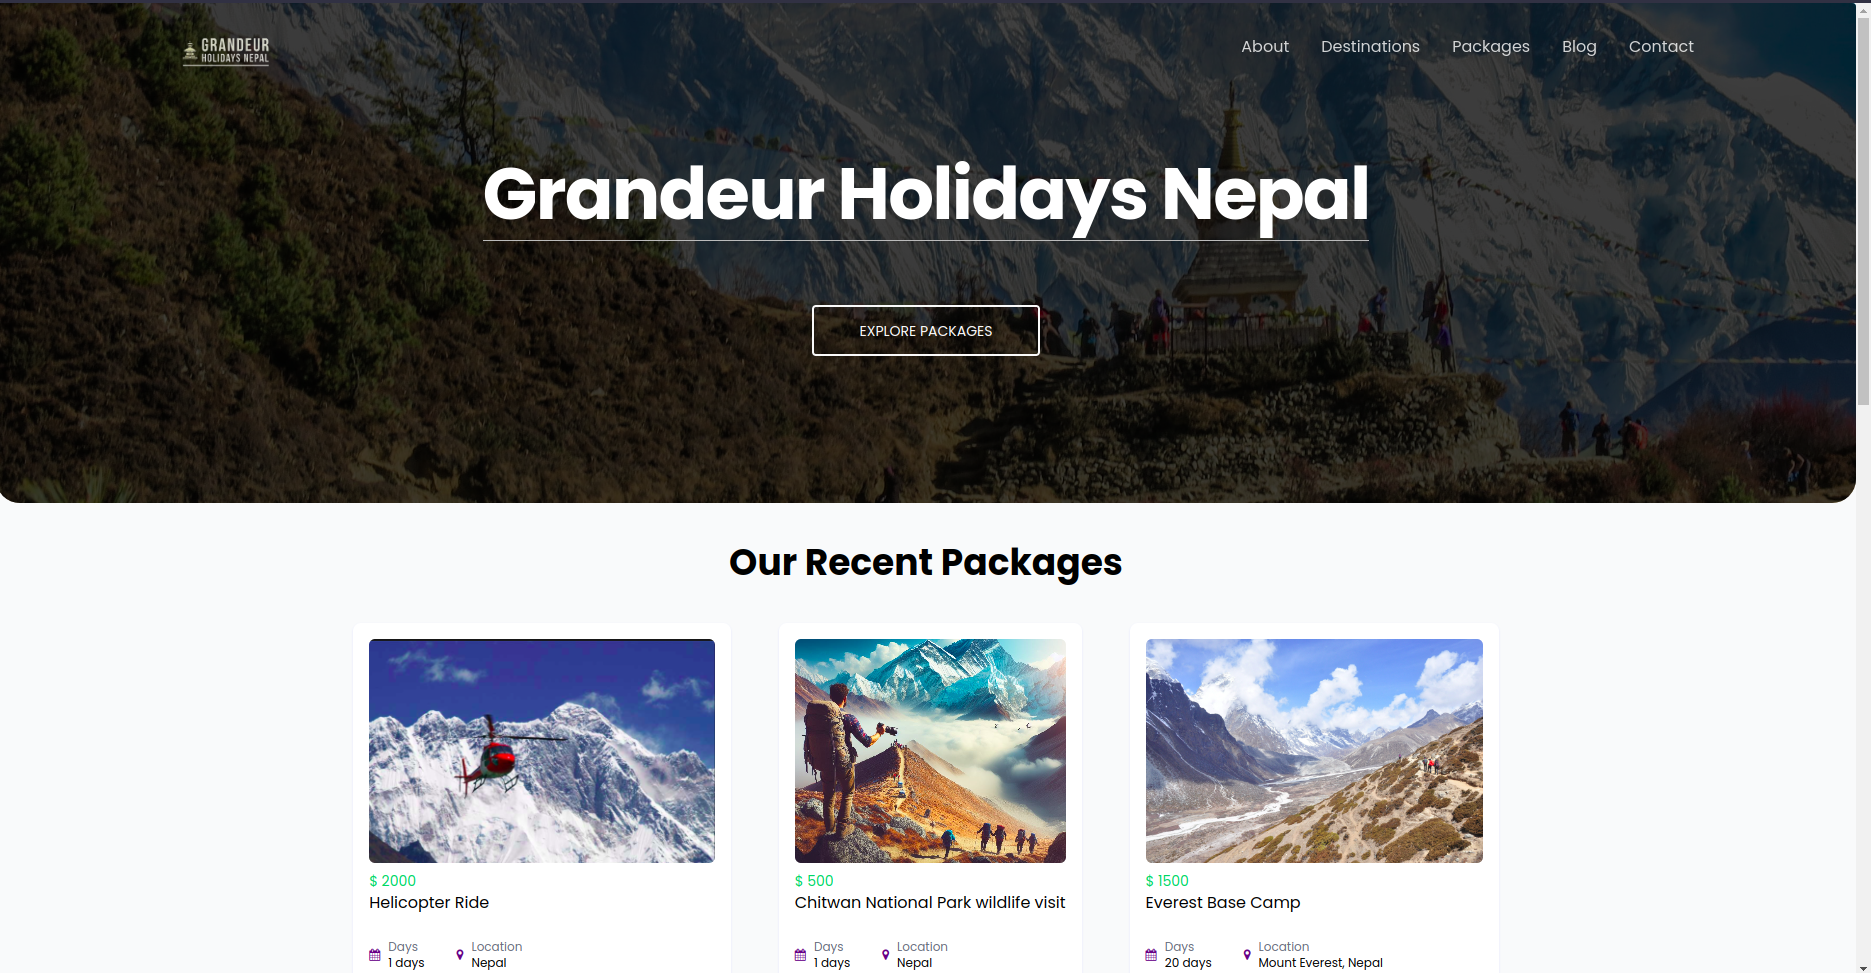 GRANDEUR
HOLIDAYS NEPAL
About Destinations Packages Blog Contact
Grandeur Holidays Nepal
EXPLORE PACKAGES
Our Recent Packages
$ 2000
Helicopter Ride
Days
1 days
Location
Nepal
$ 500
Chitwan National Park wildlife visit
Days
1 days
Location
Nepal
$ 1500
Everest Base Camp
Days
20 days
Location
Mount Everest, Nepal